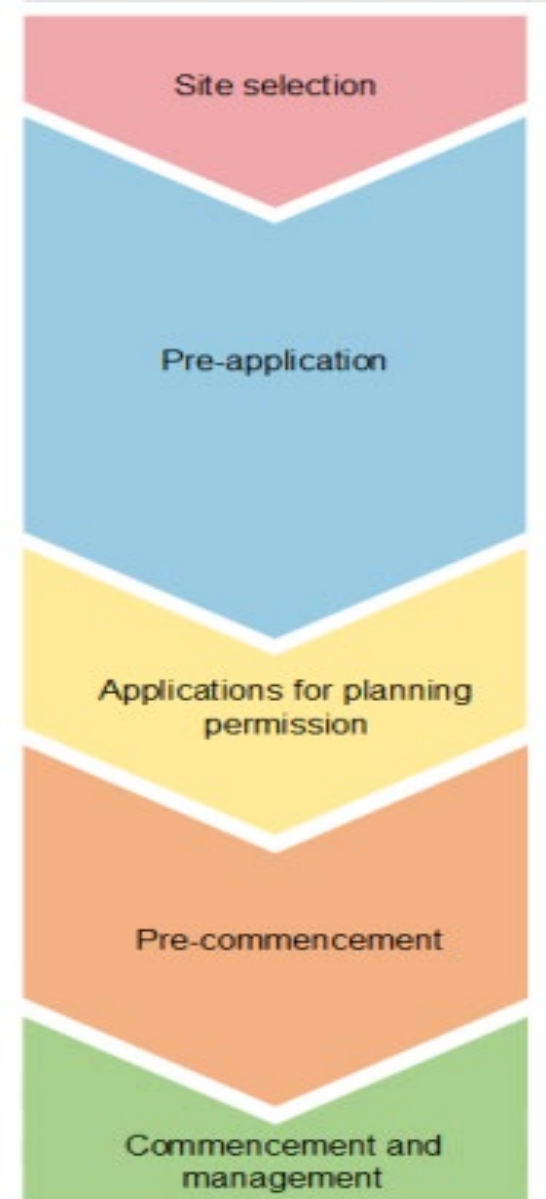 Site selection
Pre-application
Applications for planning
permission
Pre-commencement
Commencement and
management